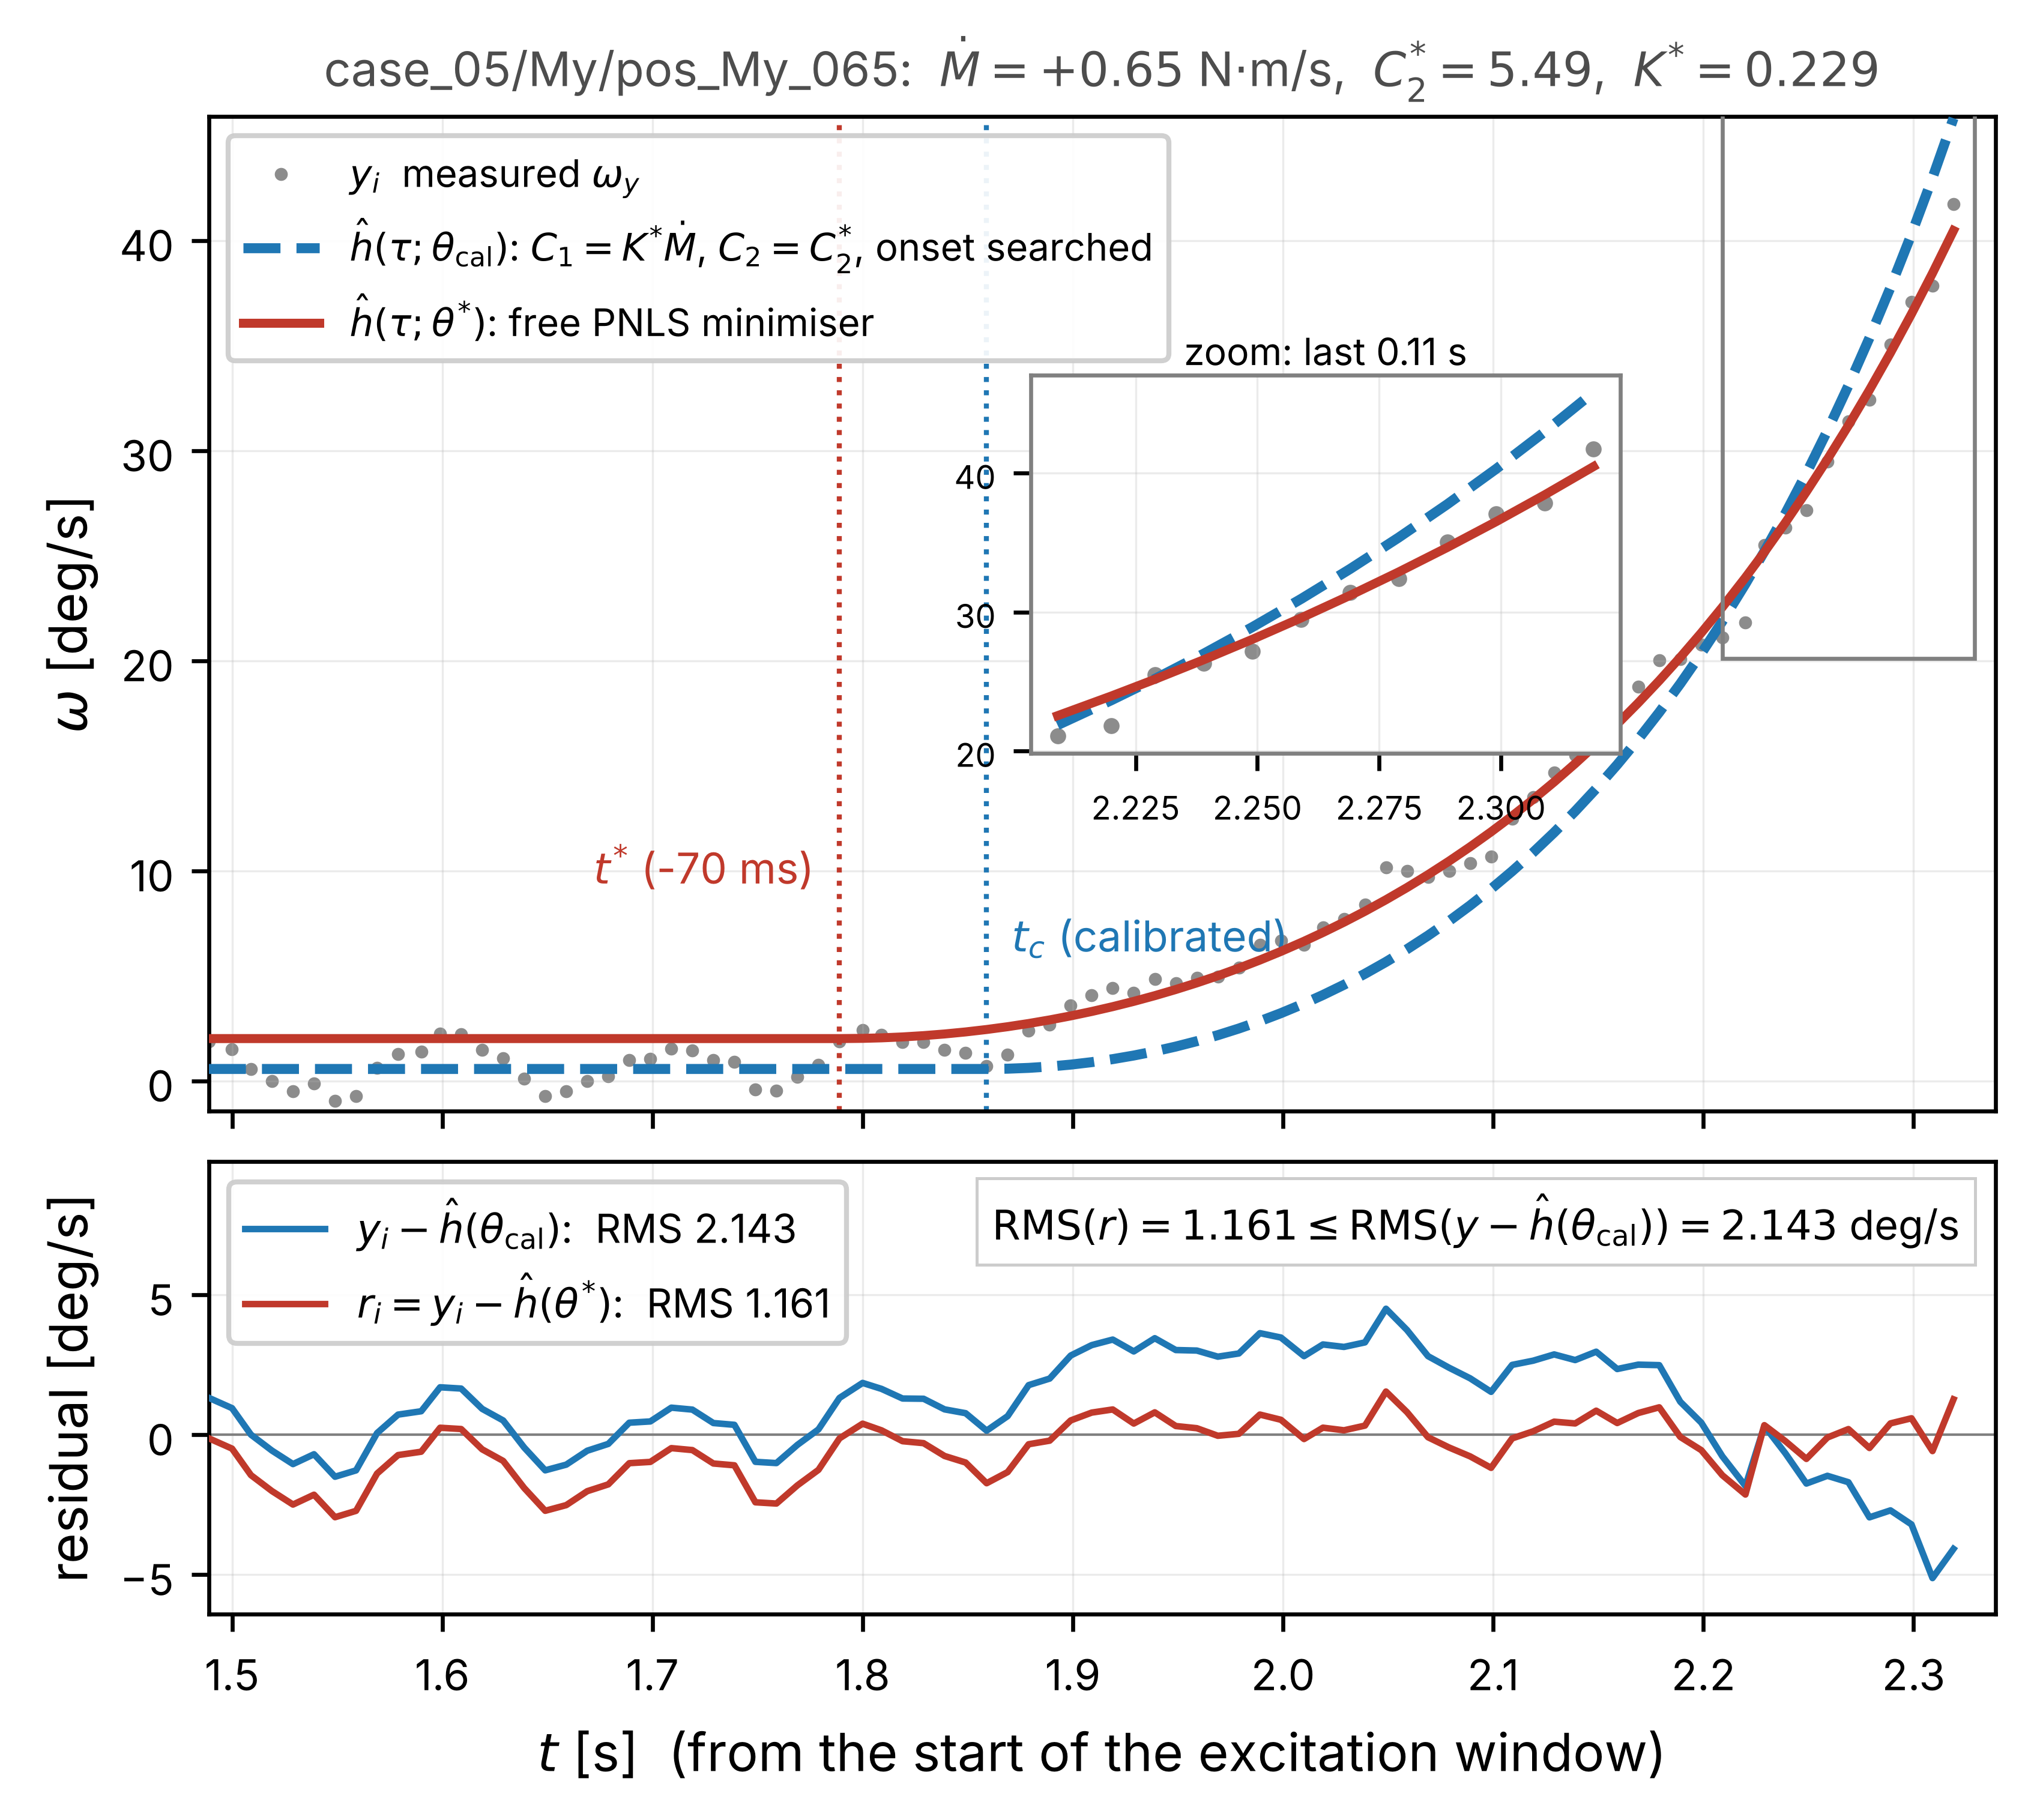 case_05/My/pos_My_065: Ṁ = +0.65 N·m/s, C₂* = 5.49, K* = 0.229
yᵢ measured ω_y
ĥ(τ; θ_cal): C₁ = K*Ṁ, C₂ = C₂*, onset searched
ĥ(τ; θ*): free PNLS minimiser
ω [deg/s]
40
30
20
10
0
zoom: last 0.11 s
40
30
20
2.225 2.250 2.275 2.300
t* (-70 ms)
t_c (calibrated)
residual [deg/s]
5
0
−5
yᵢ − ĥ(θ_cal): RMS 2.143
rᵢ = yᵢ − ĥ(θ*): RMS 1.161
RMS(r) = 1.161 ≤ RMS(y − ĥ(θ_cal)) = 2.143 deg/s
1.5 1.6 1.7 1.8 1.9 2.0 2.1 2.2 2.3
t [s] (from the start of the excitation window)